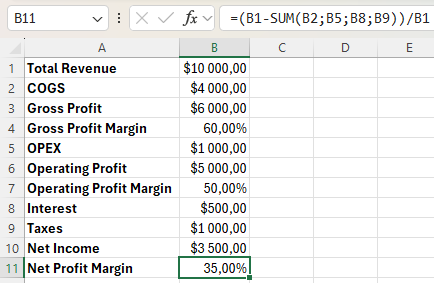 B11 fx =(B1-SUM(B2;B5;B8;B9))/B1
A B C D E
1 Total Revenue $10 000,00
2 COGS $4 000,00
3 Gross Profit $6 000,00
4 Gross Profit Margin 60,00%
5 OPEX $1 000,00
6 Operating Profit $5 000,00
7 Operating Profit Margin 50,00%
8 Interest $500,00
9 Taxes $1 000,00
10 Net Income $3 500,00
11 Net Profit Margin 35,00%